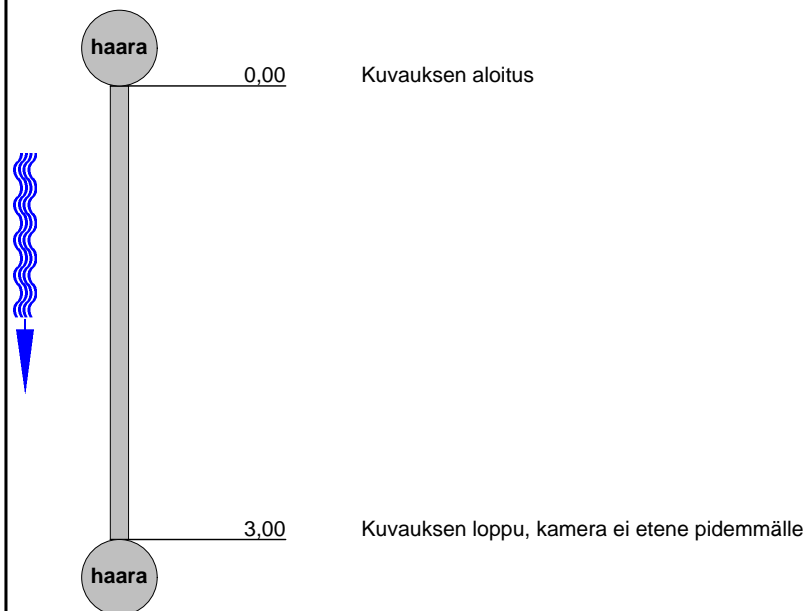 haara
0,00 Kuvauksen aloitus
3,00 Kuvauksen loppu, kamera ei etene pidemmälle
haara